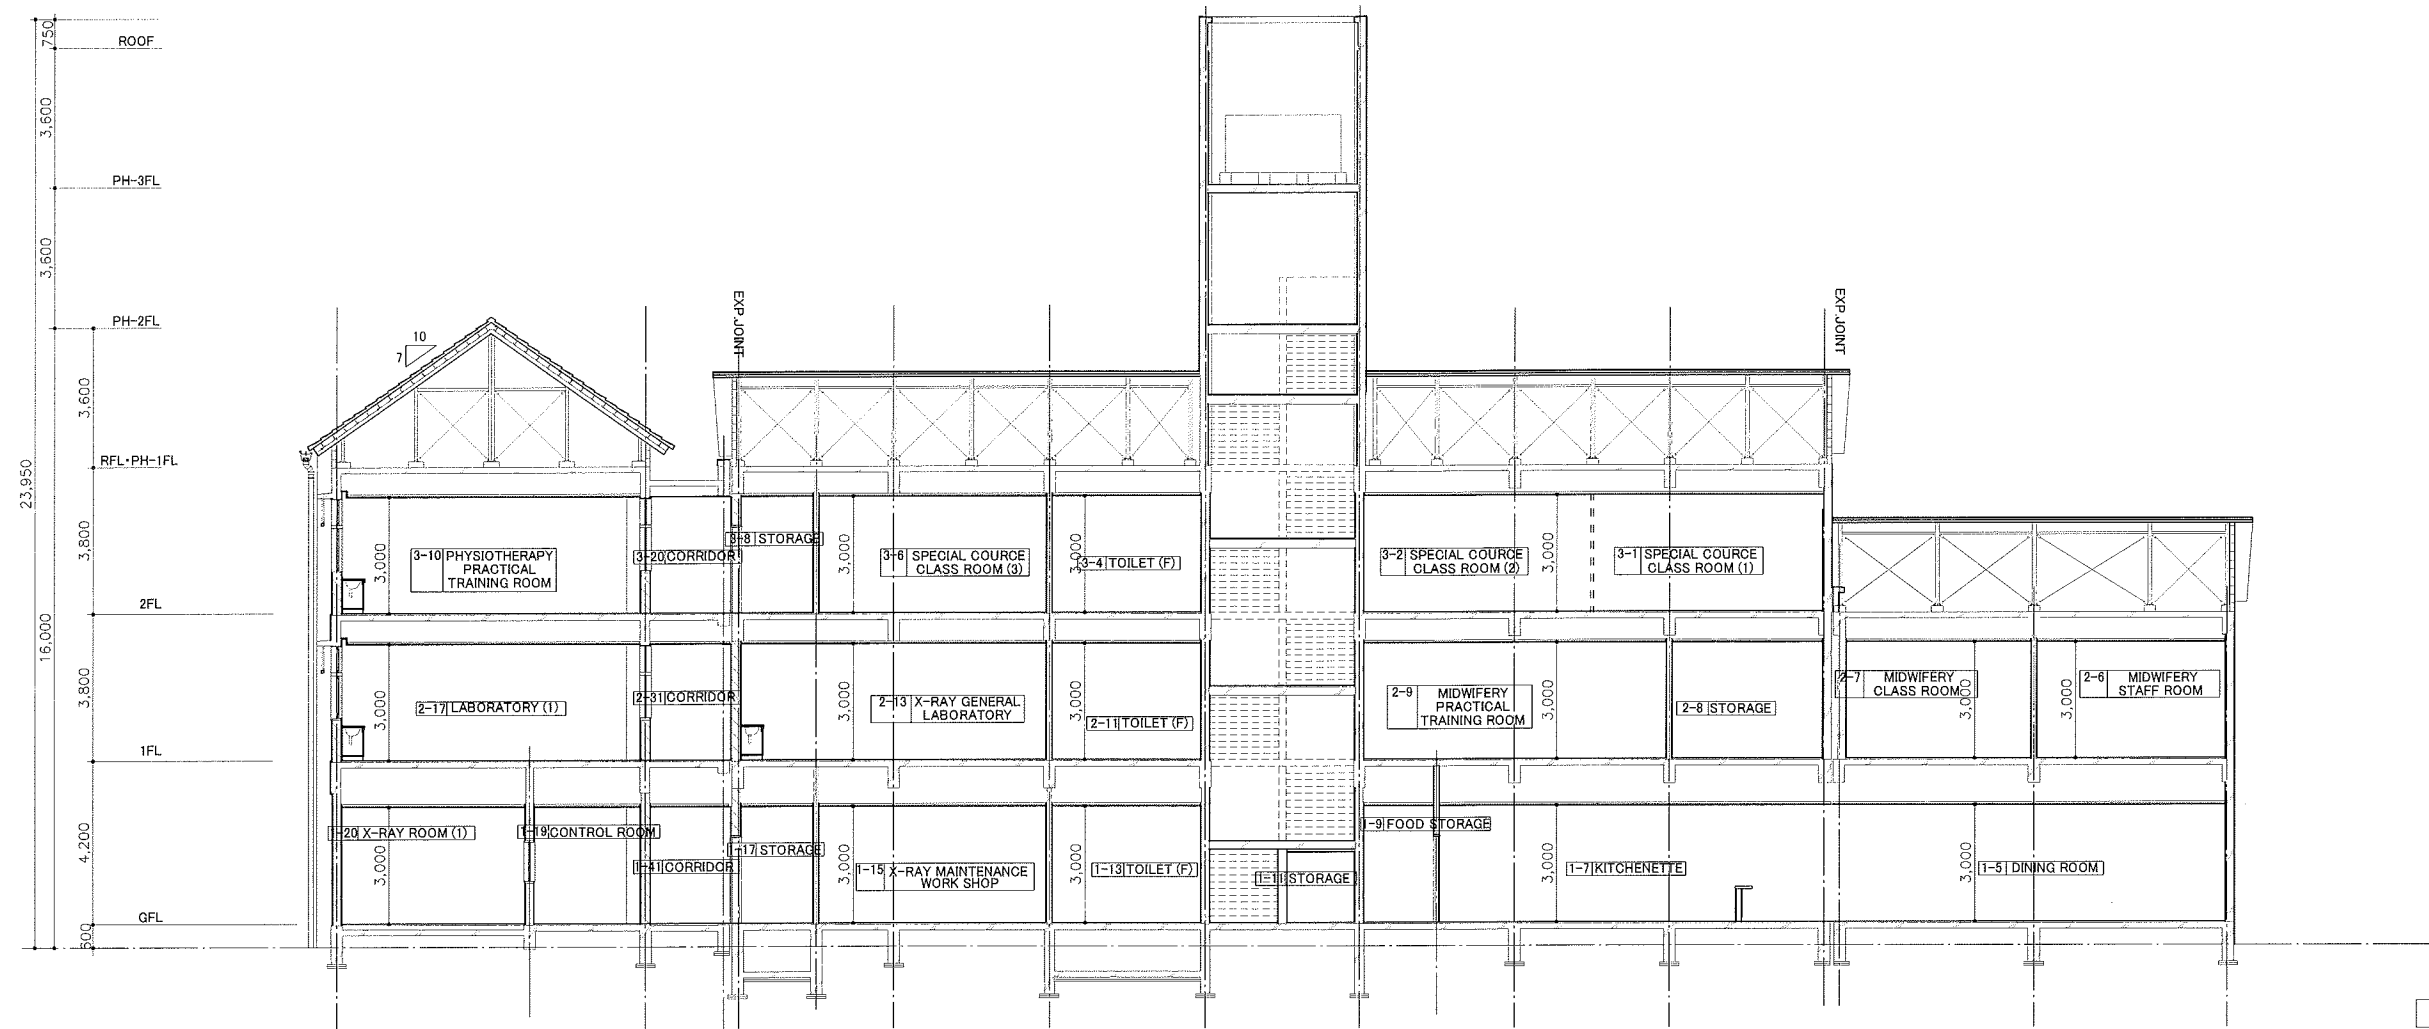 750
ROOF
3,600
PH-3FL
3,600
PH-2FL
3,600
RFL・PH-1FL
23,950
3,800
2FL
16,000
3,800
1FL
4,200
GFL
600
10
7
EXP.JOINT
EXP.JOINT
3-10 PHYSIOTHERAPY
PRACTICAL
TRAINING ROOM
3,000
3-20 CORRIDOR
3-8 STORAGE
3,000
3-6 SPECIAL COURCE
CLASS ROOM (3)
3,000
3-4 TOILET (F)
3-2 SPECIAL COURCE
CLASS ROOM (2)
3,000
3-1 SPECIAL COURCE
CLASS ROOM (1)
3,000
2-17 LABORATORY (1)
2-31 CORRIDOR
3,000
2-13 X-RAY GENERAL
LABORATORY
3,000
2-11 TOILET (F)
2-9 MIDWIFERY
PRACTICAL
TRAINING ROOM
3,000
2-8 STORAGE
2-7 MIDWIFERY
CLASS ROOM
3,000
3,000
2-6 MIDWIFERY
STAFF ROOM
1-20 X-RAY ROOM (1)
3,000
1-19 CONTROL ROOM
1-41 CORRIDOR
1-17 STORAGE
3,000
1-15 X-RAY MAINTENANCE
WORK SHOP
3,000
1-13 TOILET (F)
1-11 STORAGE
1-9 FOOD STORAGE
3,000
1-7 KITCHENETTE
3,000
1-5 DINING ROOM